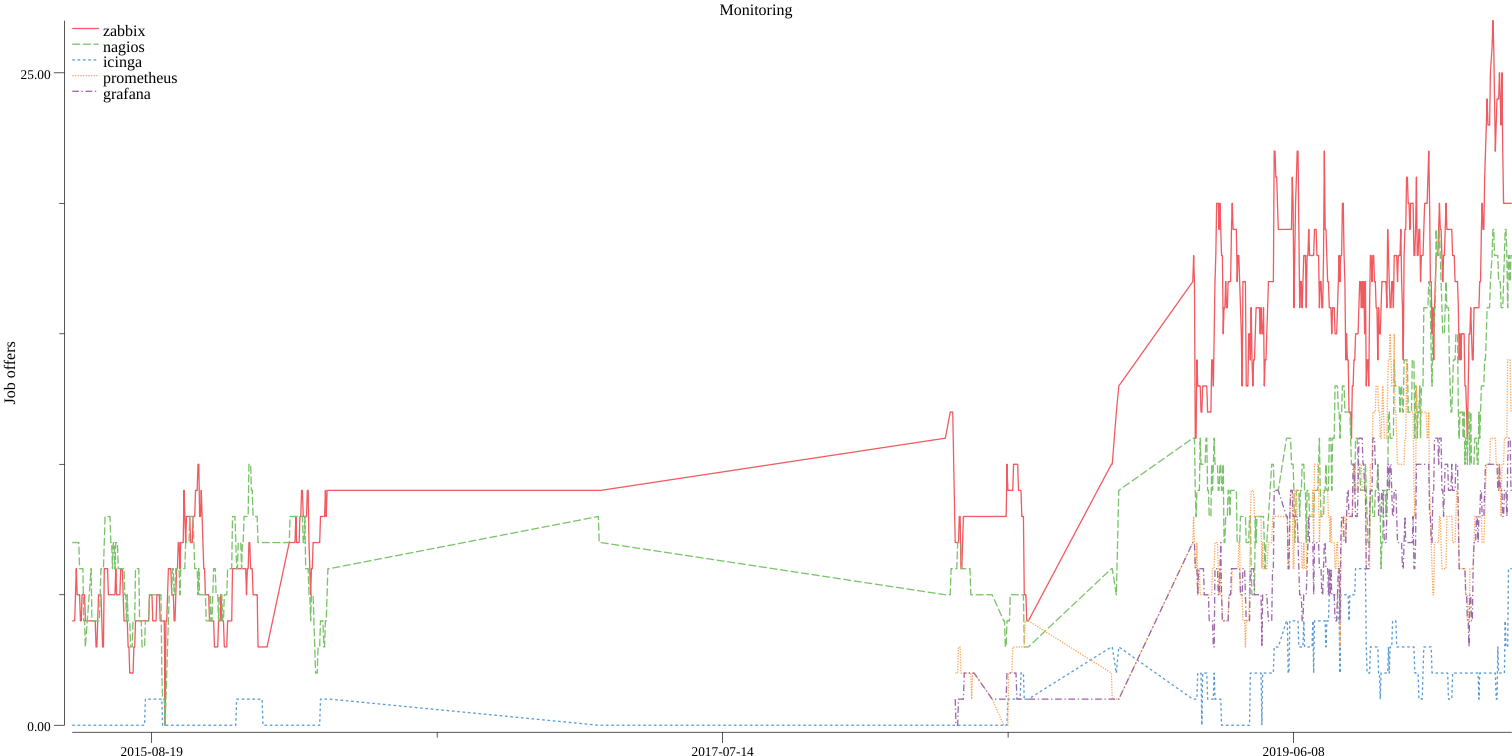 Monitoring
zabbix
nagios
icinga
prometheus
grafana
25.00
Job offers
0.00
2015-08-19
2017-07-14
2019-06-08